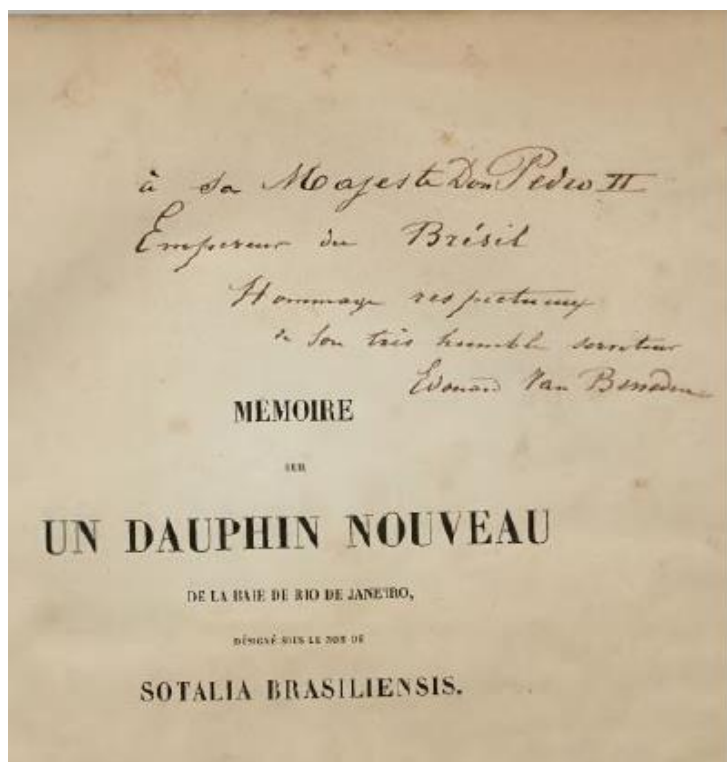 à Sa Majesté Don Pedro II
Empereur du Brésil
Hommage respectueux
de son très humble serviteur
Edouard Van Beneden
MÉMOIRE
SUR
UN DAUPHIN NOUVEAU
DE LA BAIE DE RIO DE JANEIRO,
DÉSIGNÉ SOUS LE NOM DE
SOTALIA BRASILIENSIS.